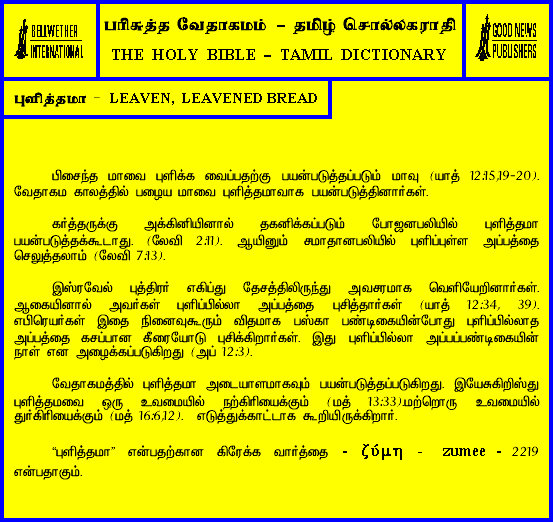 BELLWETHER
INTERNATIONAL
பரிசுத்த வேதாகமம் - தமிழ் சொல்லகராதி
THE HOLY BIBLE - TAMIL DICTIONARY
GOOD NEWS
PUBLISHERS
புளித்தமா - LEAVEN, LEAVENED BREAD
பிசைந்த மாவை புளிக்க வைப்பதற்கு பயன்படுத்தப்படும் மாவு (யாத் 12:15,19-20).
வேதாகம காலத்தில் பழைய மாவை புளித்தமாவாக பயன்படுத்தினார்கள்.
கர்த்தருக்கு அக்கினியினால் தகனிக்கப்படும் போஜனபலியில் புளித்தமா
பயன்படுத்தக்கூடாது. (லேவி 2:11). ஆயினும் சமாதானபலியில் புளிப்புள்ள அப்பத்தை
செலுத்தலாம் (லேவி 7:13).
இஸ்ரவேல் புத்திரர் எகிப்து தேசத்திலிருந்து அவசரமாக வெளியேறினார்கள்.
ஆகையினால் அவர்கள் புளிப்பில்லா அப்பத்தை புசித்தார்கள் (யாத் 12:34, 39).
எபிரெயர்கள் இதை நினைவுகூரும் விதமாக பஸ்கா பண்டிகையின்போது புளிப்பில்லாத
அப்பத்தை கசப்பான கீரையோடு புசிக்கிறார்கள். இது புளிப்பில்லா அப்பப்பண்டிகையின்
நாள் என அழைக்கப்படுகிறது (அப் 12:3).
வேதாகமத்தில் புளித்தமா அடையாளமாகவும் பயன்படுத்தப்படுகிறது. இயேசுகிறிஸ்து
புளித்தமாவை ஒரு உவமையில் நற்கிரியைக்கும் (மத் 13:33).மற்றொரு உவமையில்
துர்கிரியைக்கும் (மத் 16:6,12). எடுத்துக்காட்டாக கூறியிருக்கிறார்.
"புளித்தமா" என்பதற்கான கிரேக்க வார்த்தை - ζύμη - zumee - 2219
என்பதாகும்.